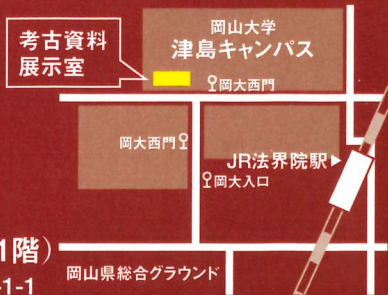 考古資料
展示室
岡山大学
津島キャンパス
岡大西門
岡大西門
JR法界院駅
岡大入口
1階)
-1-1
岡山県総合グラウンド